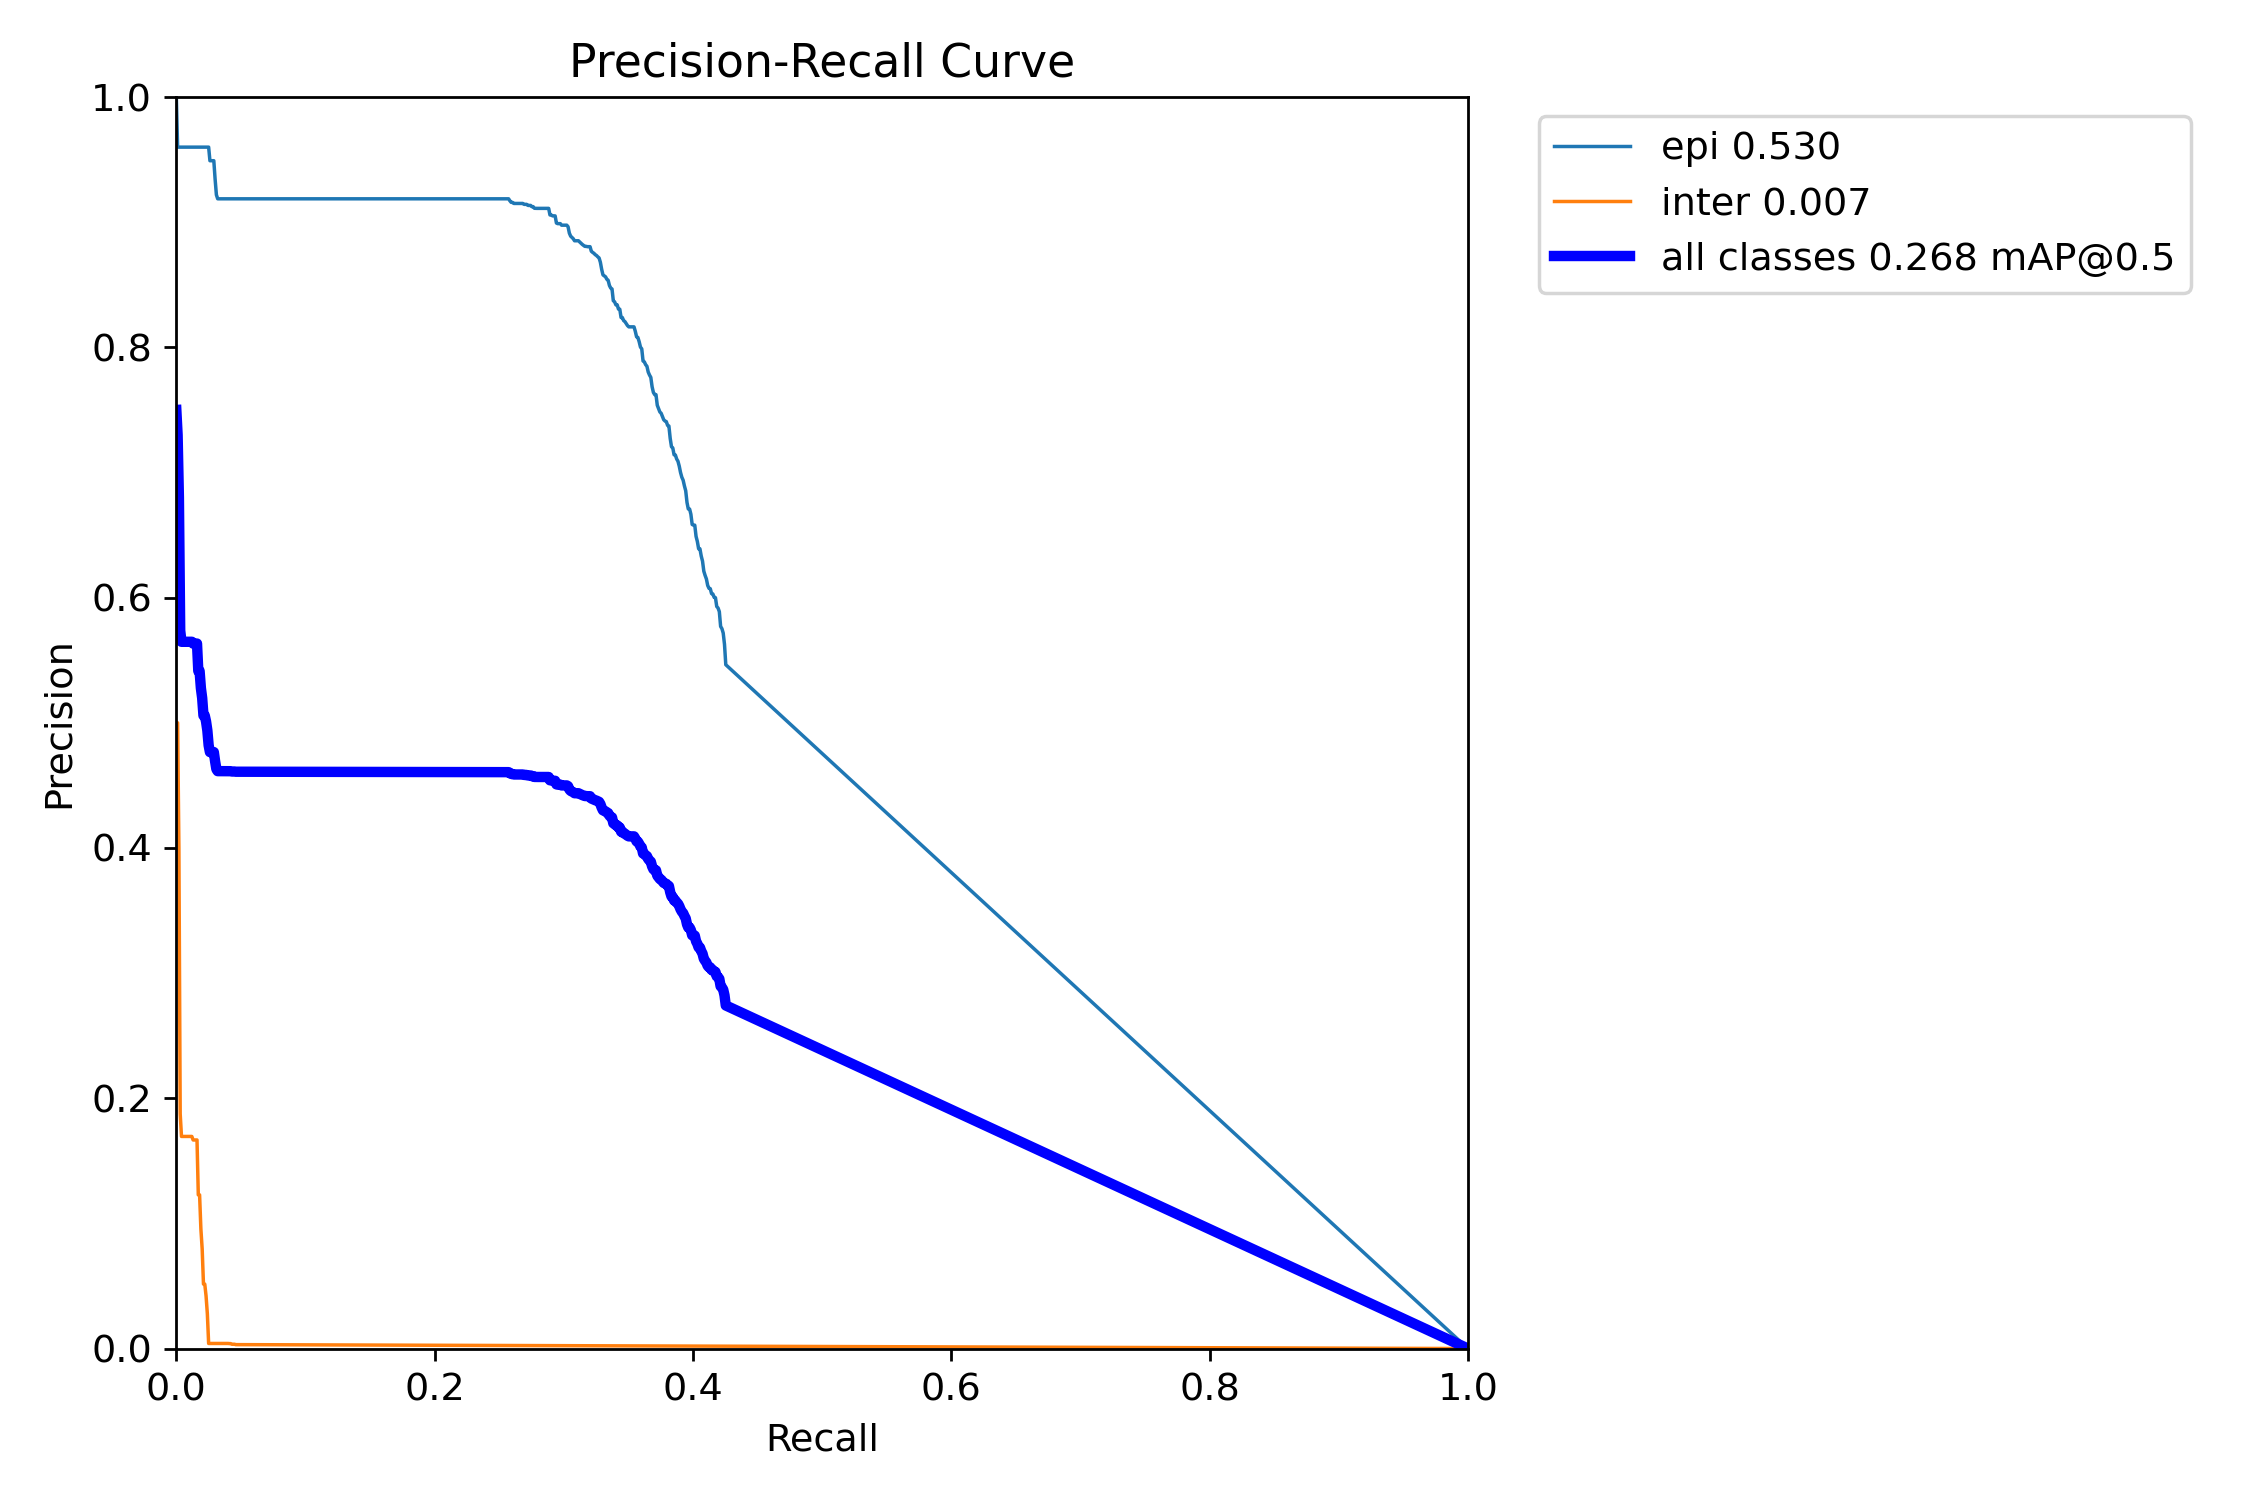 Precision-Recall Curve
epi 0.530
inter 0.007
all classes 0.268 mAP@0.5
Precision
1.0
0.8
0.6
0.4
0.2
0.0
0.0 0.2 0.4 0.6 0.8 1.0
Recall